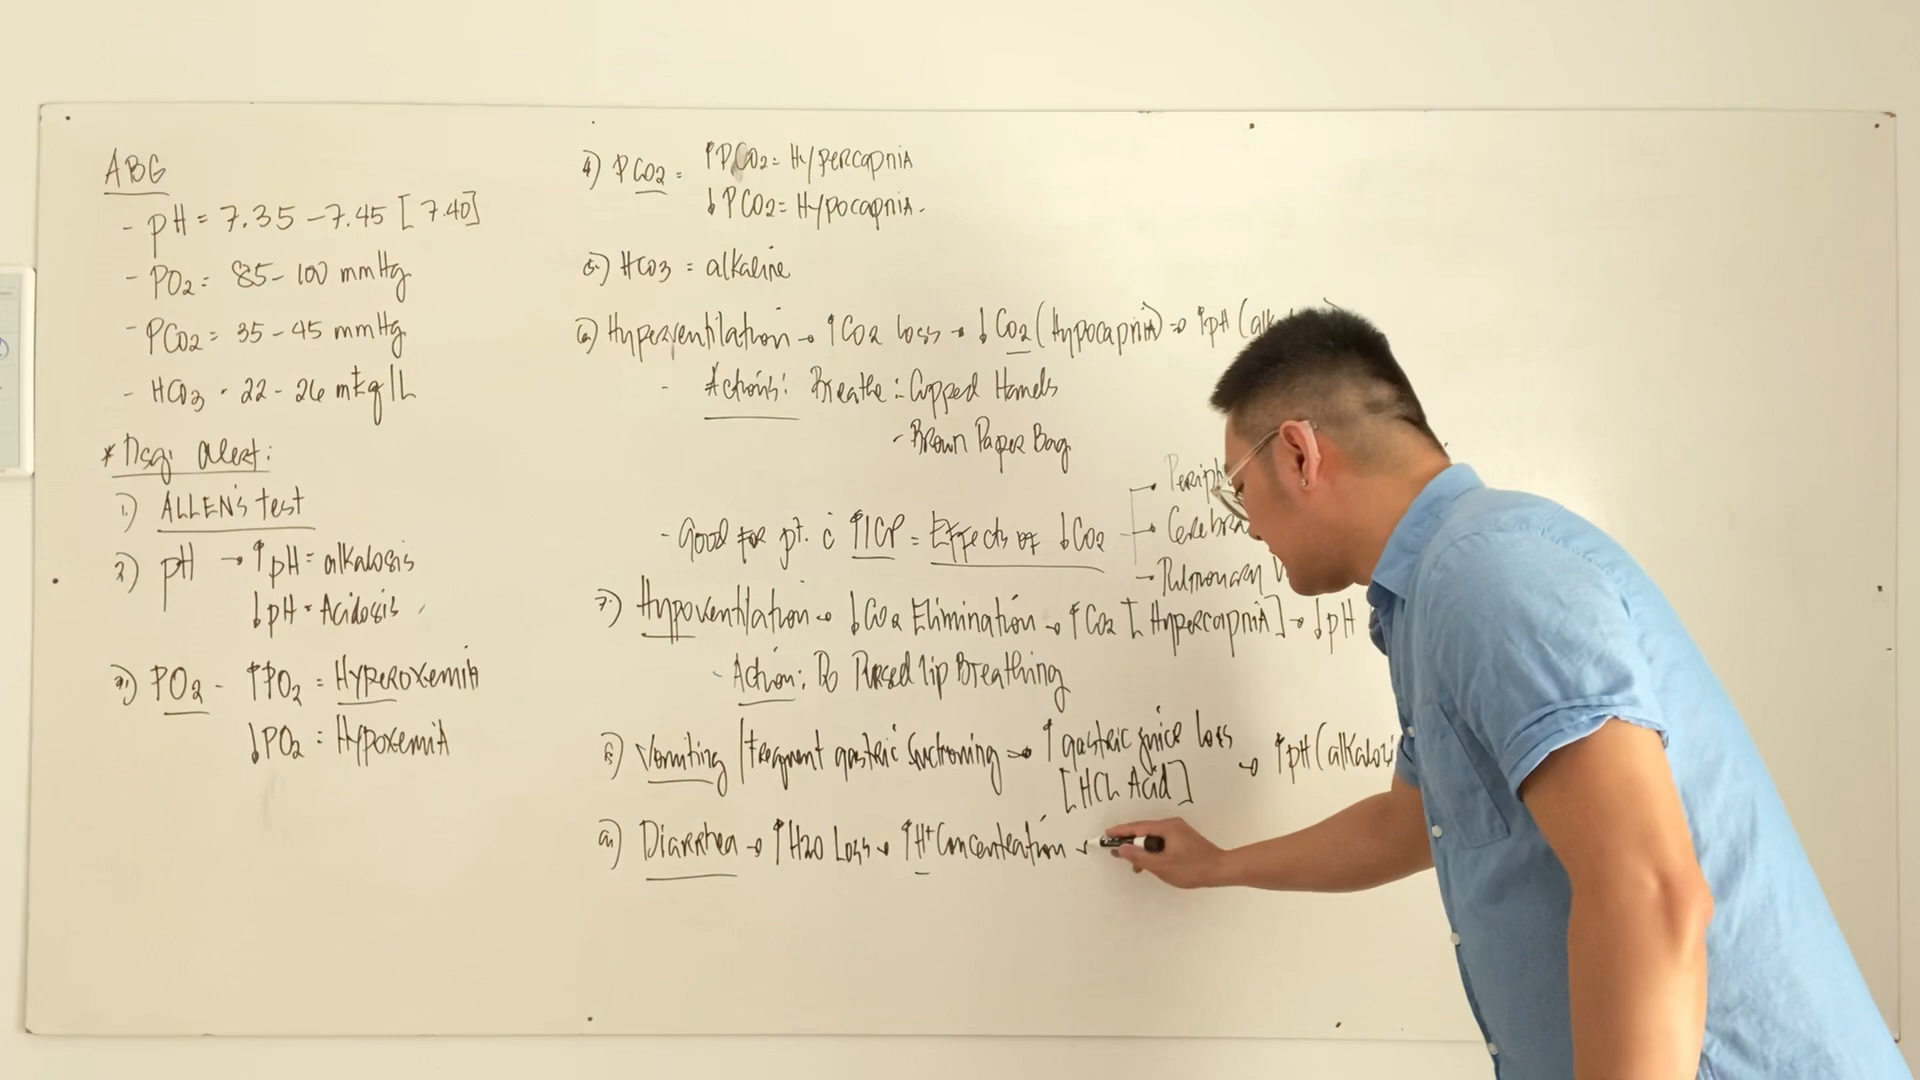 ABG
- pH = 7.35 - 7.45 [7.40]
- PO2 = 85 - 100 mmHg
- PCO2 = 35 - 45 mmHg
- HCO3 = 22 - 26 mEq/L
alert:
1) ALLEN'S test
2) pH → ↑pH = alkalosis
↓pH = Acidosis
3) PO2 - ↑PO2 = HYPEROXEMIA
↓PO2 = HypoxemiA
4) PCO2 = ↑PCO2 = HypercapniA
↓PCO2 = HypocapniA.
5) HCO3 = alkaline
6) Hyperventilation → ↑CO2 Loss → ↓CO2 (HypocapniA) → ↑pH (alk
- Actions: Breathe: - Cupped Hands
- Brown Paper Bag
- Good for pt. c̄ ↑ICP = Effects of ↓CO2
→ Periph
→ Cerebra
→ Pulmonary V
7) Hypoventilation → ↓CO2 Elimination → ↑CO2 [HypercapniA] → ↓pH
- Action: Do Pursed lip Breathing
8) Vomiting / frequent gastric suctioning → ↑gastric juice loss → ↑pH (alkalosi
[HCL Acid]
9) Diarrhea → ↑H2O Loss → ↑H+ Concentration →